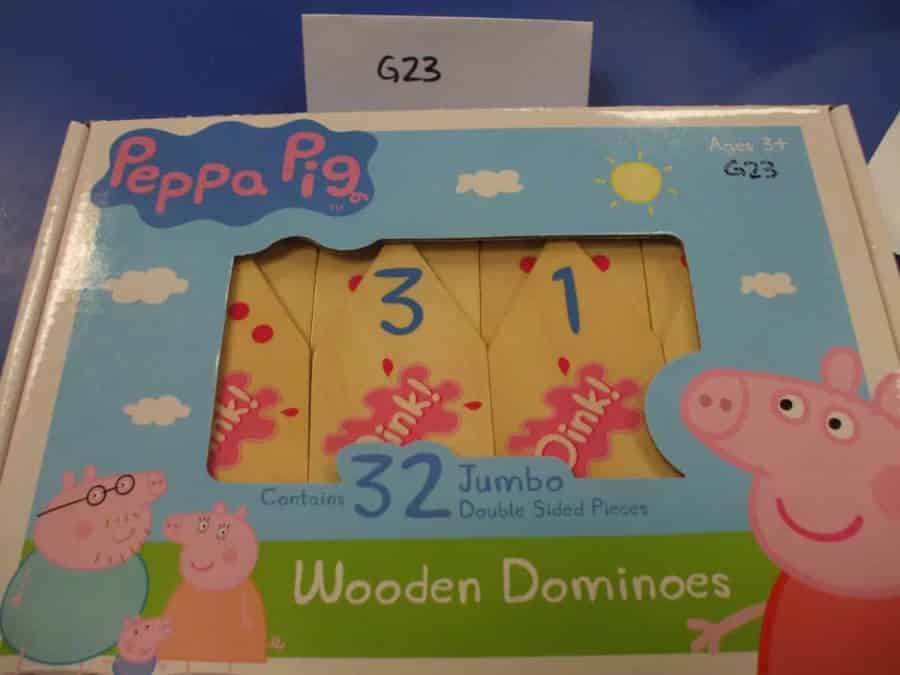 G23
Peppa Pig
TM
Ages 3+
G23
3
1
ink!
Oink!
Oink!
Contains 32 Jumbo
Double Sided Pieces
Wooden Dominoes